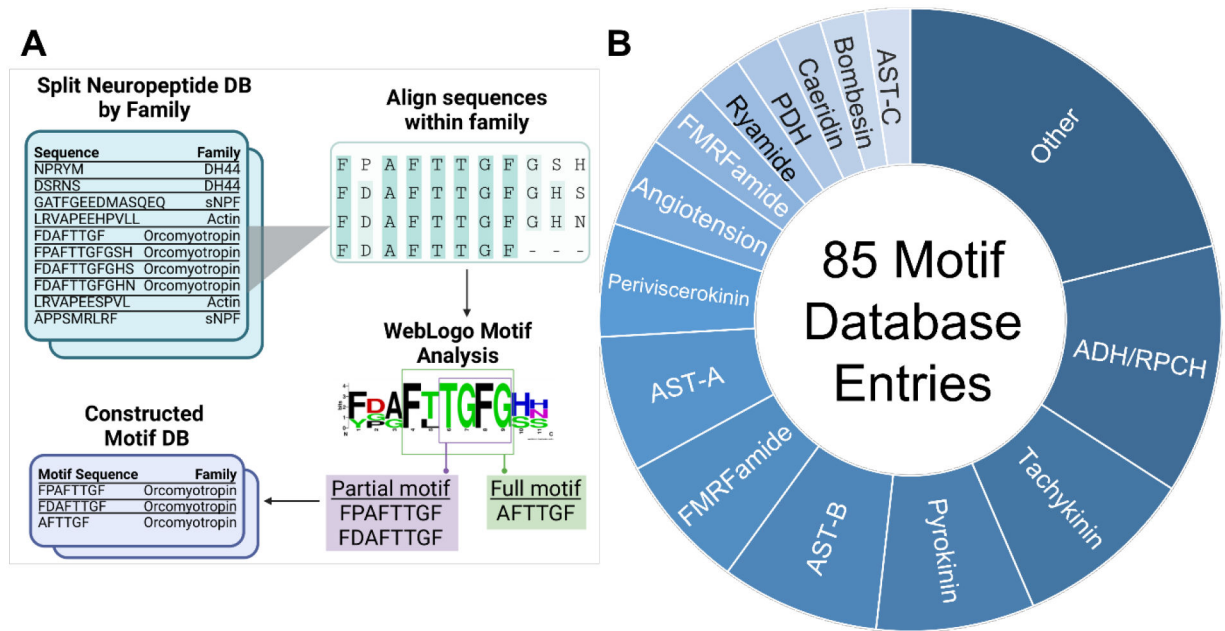 A
Split Neuropeptide DB
by Family
Sequence Family
NPRYM DH44
DSRNS DH44
GATFGEEDMASQEQ sNPF
LRVAPEEHPVLL Actin
FDAFTTGF Orcomyotropin
FPAFTTGFGSH Orcomyotropin
FDAFTTGFGHS Orcomyotropin
FDAFTTGFGHN Orcomyotropin
LRVAPEESPVL Actin
APPSMRLRF sNPF
Align sequences
within family
F P A F T T G F G S H
F D A F T T G F G H S
F D A F T T G F G H N
F D A F T T G F - - -
WebLogo Motif
Analysis
Partial motif
FPAFTTGF
FDAFTTGF
Full motif
AFTTGF
Constructed
Motif DB
Motif Sequence Family
FPAFTTGF Orcomyotropin
FDAFTTGF Orcomyotropin
AFTTGF Orcomyotropin
B
85 Motif
Database
Entries
Other
ADH/RPCH
Tachykinin
Pyrokinin
AST-B
FMRFamide
AST-A
Periviscerokinin
Angiotension
FMRFamide
Ryamide
PDH
Caeridin
Bombesin
AST-C